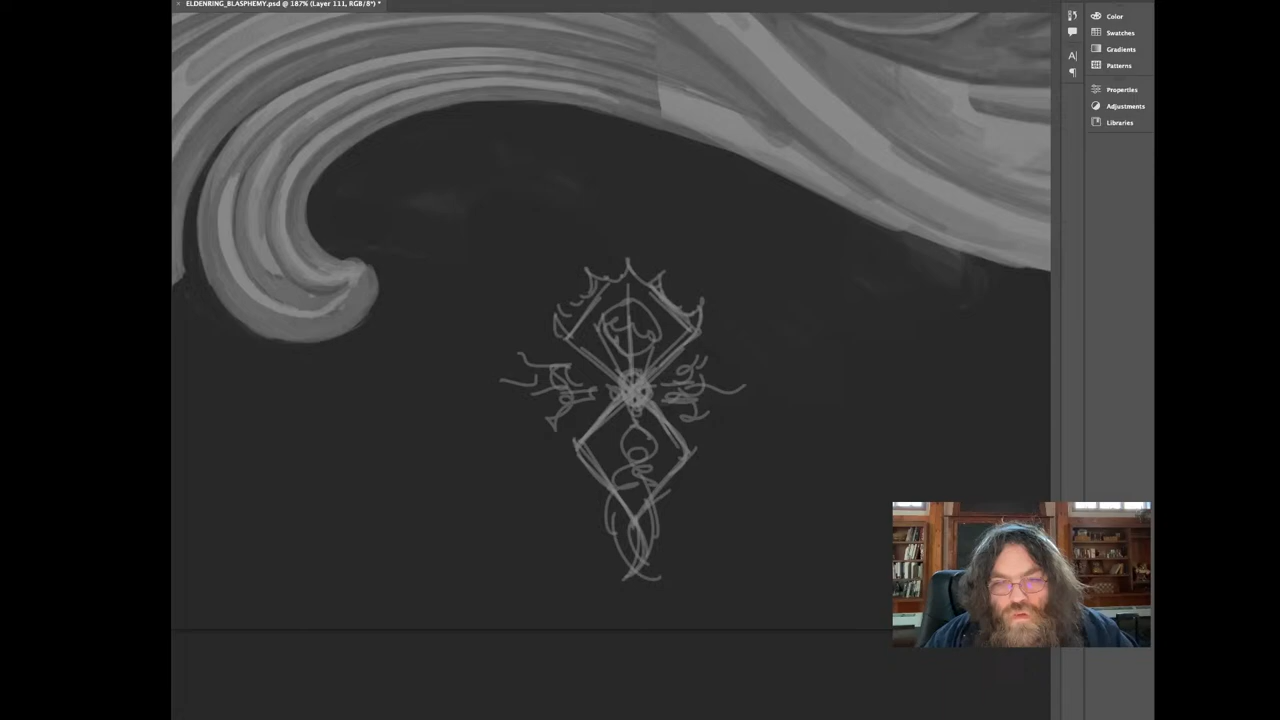 ELDENRING_BLASPHEMY.psd @ 187% (Layer 111, RGB/8*) *
Color
Swatches
Gradients
Patterns
Properties
Adjustments
Libraries